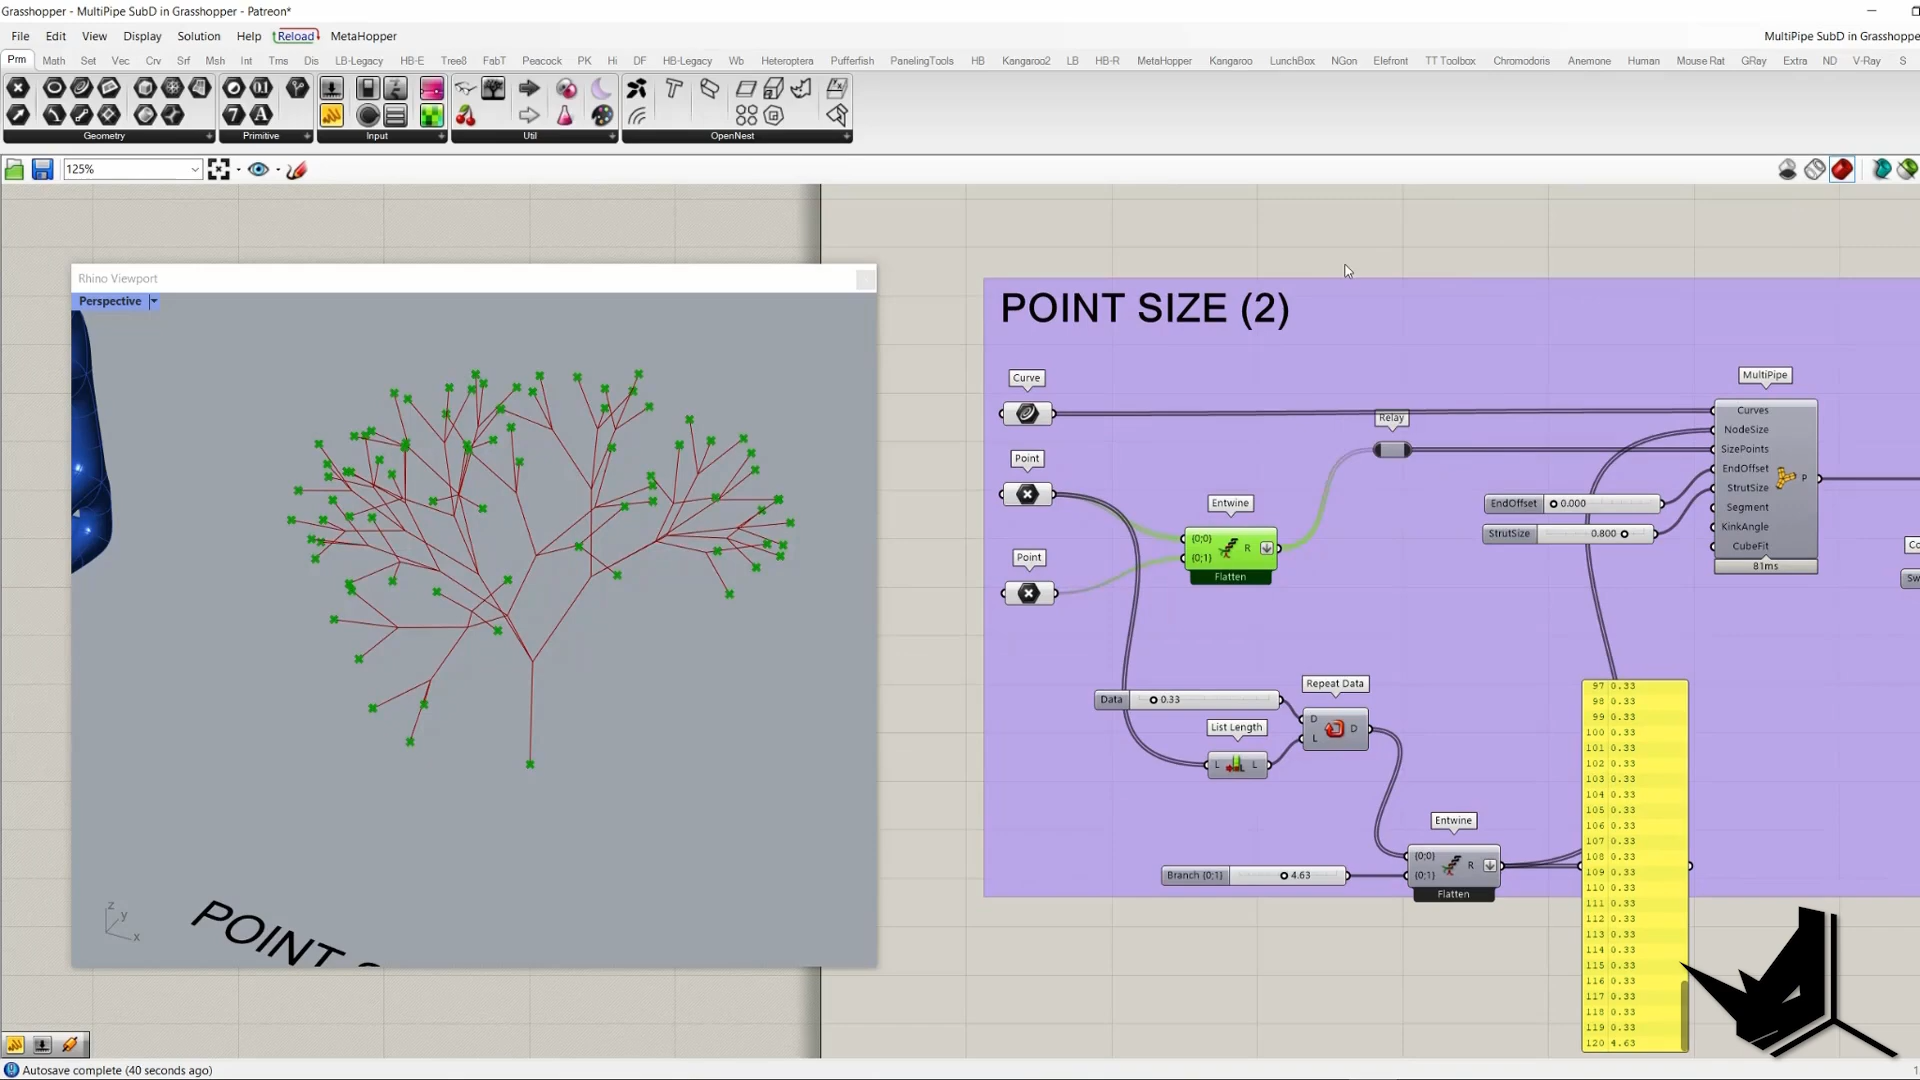 Grasshopper - MultiPipe SubD in Grasshopper - Patreon*
File Edit View Display Solution Help Reload MetaHopper
MultiPipe SubD in Grasshoppe
Prm Math Set Vec Crv Srf Msh Int Trns Dis LB-Legacy HB-E Tree8 FabT Peacock PK Hi DF HB-Legacy Wb Heteroptera Pufferfish PanelingTools HB Kangaroo2 LB HB-R MetaHopper Kangaroo LunchBox NGon Elefront TT Toolbox Chromodoris Anemone Human Mouse Rat GRay Extra ND V-Ray S
Geometry Primitive Input Util OpenNest
125%
Rhino Viewport
Perspective
z
y
x
POINT S
POINT SIZE (2)
Curve
Point
Point
Entwine
{0;0}
{0;1}
R
Flatten
Relay
MultiPipe
Curves
NodeSize
SizePoints
EndOffset
StrutSize
Segment
KinkAngle
CubeFit
P
81ms
EndOffset 0.000
StrutSize 0.800
Co
Sw
Data 0.33
Repeat Data
D
L
D
List Length
L L
Entwine
{0;0}
{0;1}
R
Flatten
Branch {0;1} 4.63
97 0.33
98 0.33
99 0.33
100 0.33
101 0.33
102 0.33
103 0.33
104 0.33
105 0.33
106 0.33
107 0.33
108 0.33
109 0.33
110 0.33
111 0.33
112 0.33
113 0.33
114 0.33
115 0.33
116 0.33
117 0.33
118 0.33
119 0.33
120 4.63
Autosave complete (40 seconds ago)
1